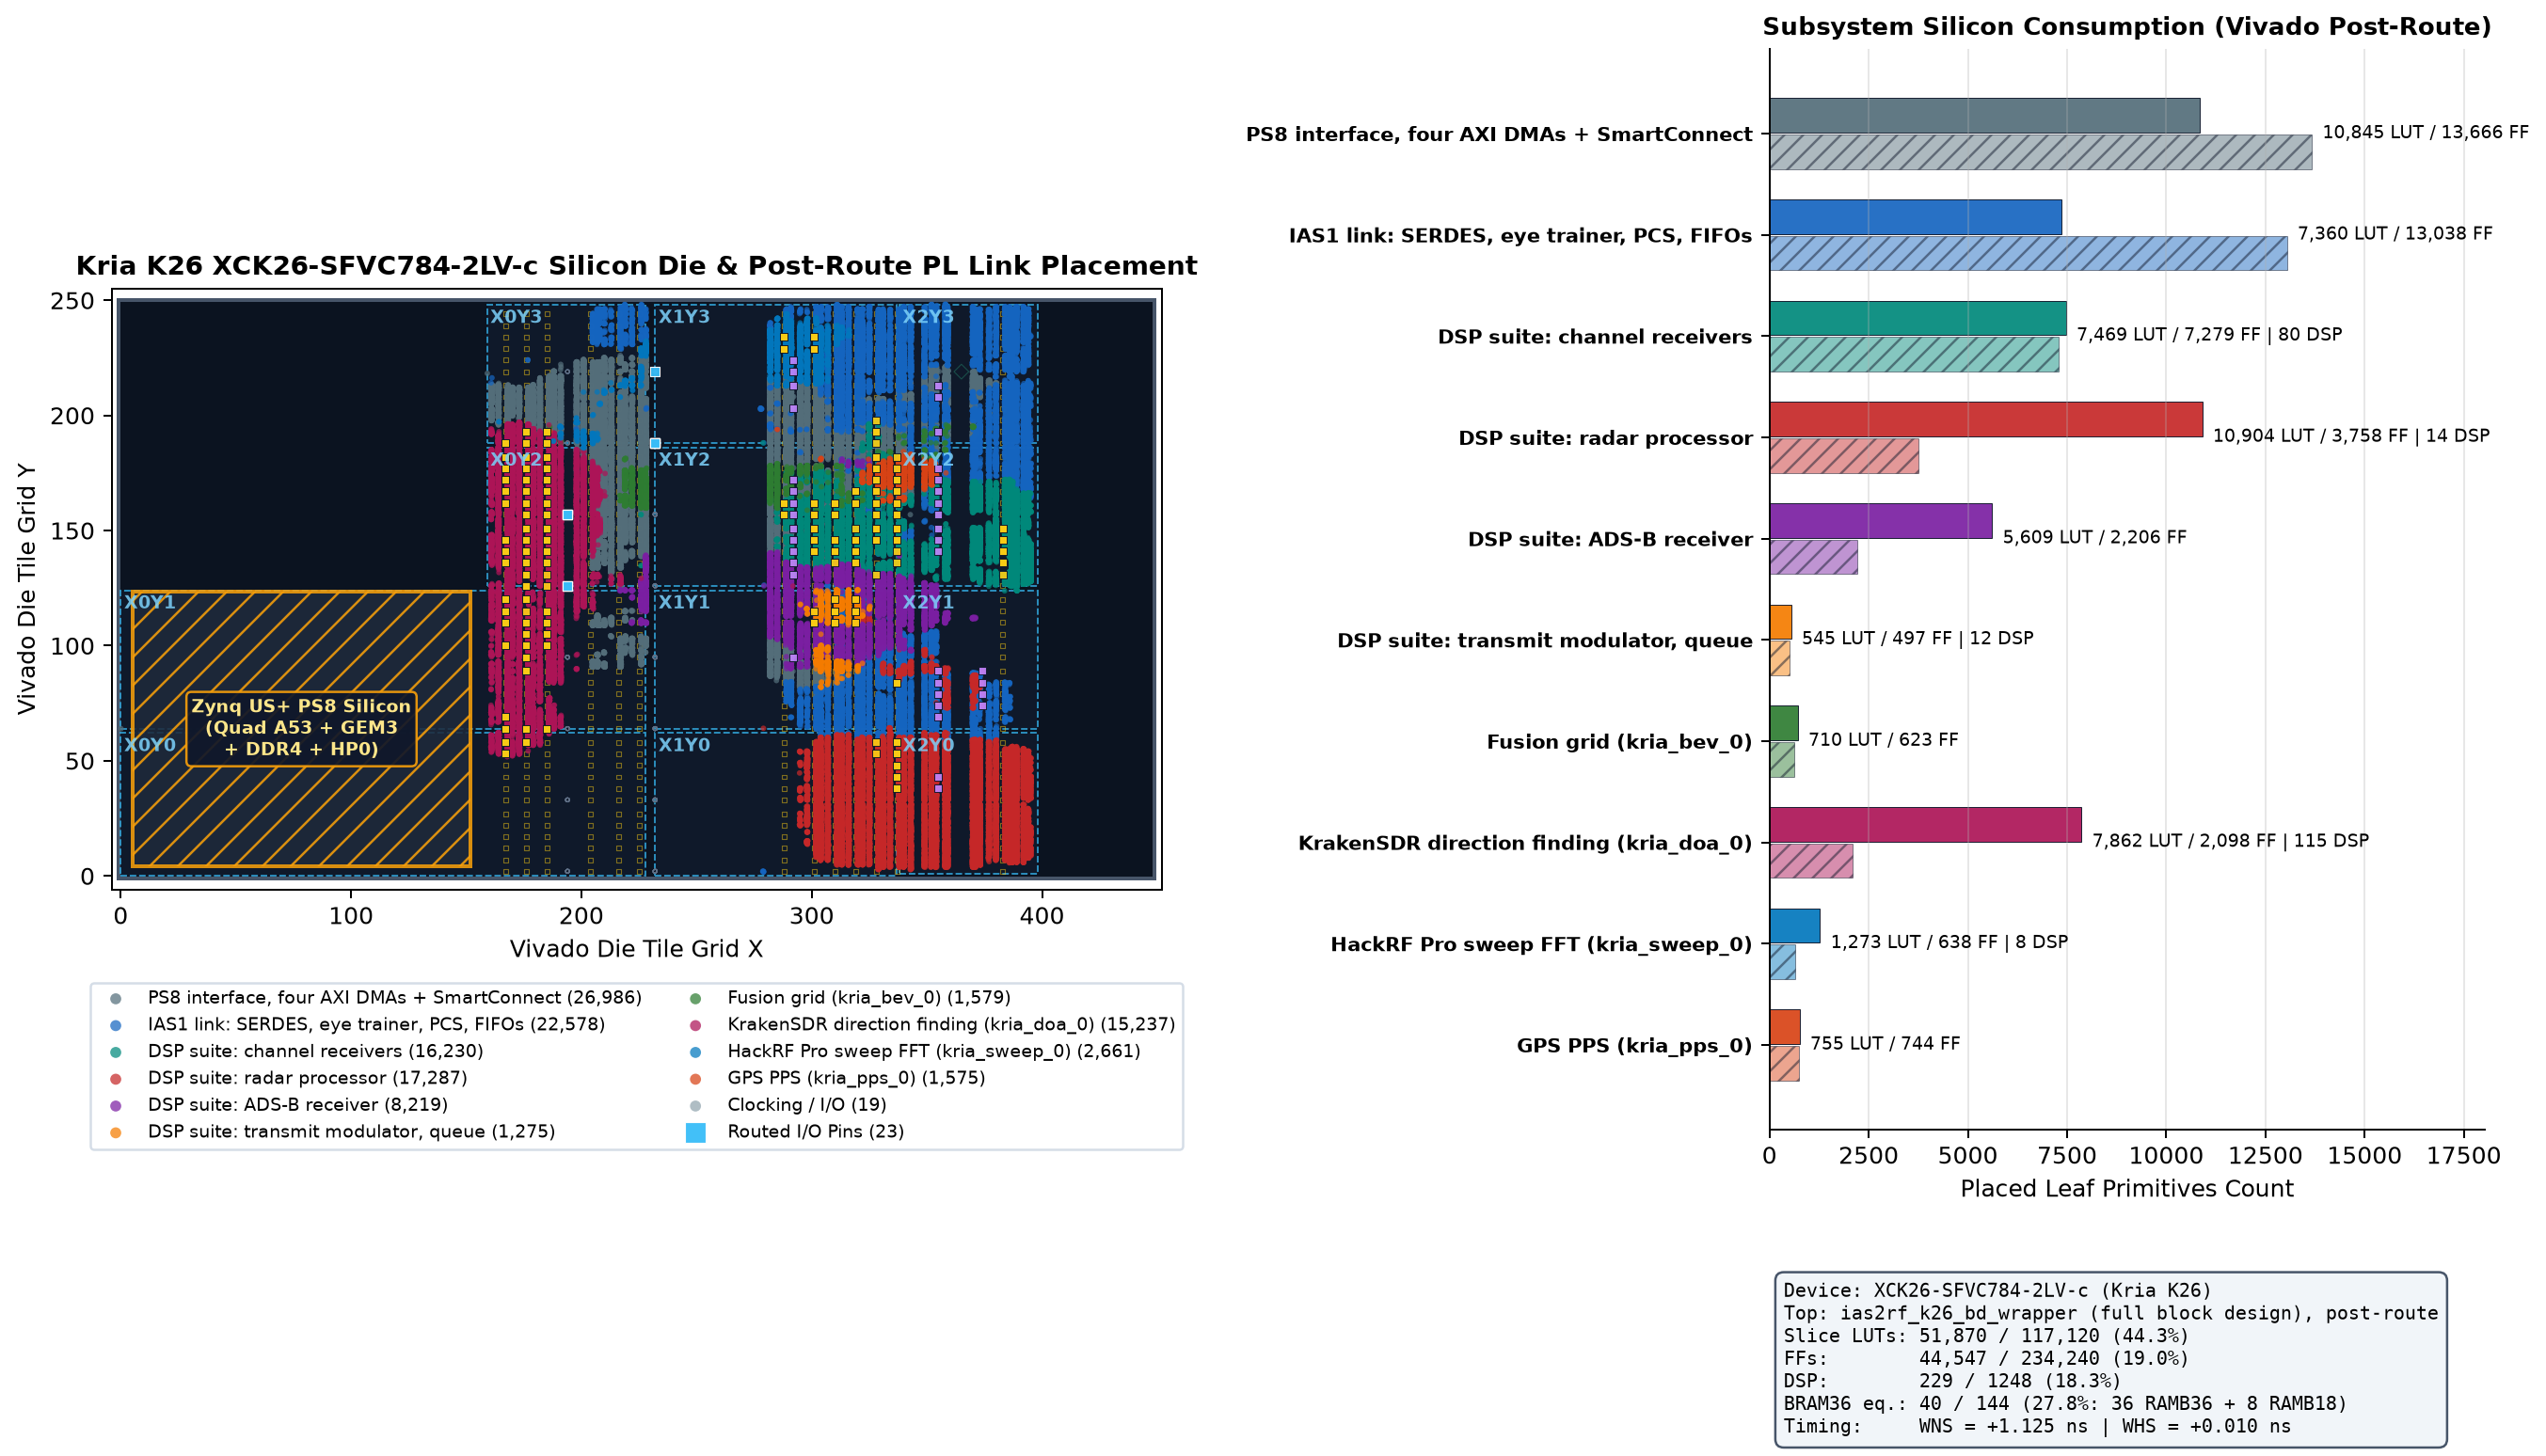 Subsystem Silicon Consumption (Vivado Post-Route)
PS8 interface, four AXI DMAs + SmartConnect
10,845 LUT / 13,666 FF
IAS1 link: SERDES, eye trainer, PCS, FIFOs
7,360 LUT / 13,038 FF
DSP suite: channel receivers
7,469 LUT / 7,279 FF | 80 DSP
DSP suite: radar processor
10,904 LUT / 3,758 FF | 14 DSP
DSP suite: ADS-B receiver
5,609 LUT / 2,206 FF
DSP suite: transmit modulator, queue
545 LUT / 497 FF | 12 DSP
Fusion grid (kria_bev_0)
710 LUT / 623 FF
KrakenSDR direction finding (kria_doa_0)
7,862 LUT / 2,098 FF | 115 DSP
HackRF Pro sweep FFT (kria_sweep_0)
1,273 LUT / 638 FF | 8 DSP
GPS PPS (kria_pps_0)
755 LUT / 744 FF
0 2500 5000 7500 10000 12500 15000 17500
Placed Leaf Primitives Count
Kria K26 XCK26-SFVC784-2LV-c Silicon Die & Post-Route PL Link Placement
Vivado Die Tile Grid Y
250
200
150
100
50
0
X0Y3 X1Y3 X2Y3
X0Y2 X1Y2 X2Y2
X0Y1 X1Y1 X2Y1
X0Y0 X1Y0 X2Y0
Zynq US+ PS8 Silicon
(Quad A53 + GEM3
+ DDR4 + HP0)
0 100 200 300 400
Vivado Die Tile Grid X
PS8 interface, four AXI DMAs + SmartConnect (26,986)
IAS1 link: SERDES, eye trainer, PCS, FIFOs (22,578)
DSP suite: channel receivers (16,230)
DSP suite: radar processor (17,287)
DSP suite: ADS-B receiver (8,219)
DSP suite: transmit modulator, queue (1,275)
Fusion grid (kria_bev_0) (1,579)
KrakenSDR direction finding (kria_doa_0) (15,237)
HackRF Pro sweep FFT (kria_sweep_0) (2,661)
GPS PPS (kria_pps_0) (1,575)
Clocking / I/O (19)
Routed I/O Pins (23)
Device: XCK26-SFVC784-2LV-c (Kria K26)
Top: ias2rf_k26_bd_wrapper (full block design), post-route
Slice LUTs: 51,870 / 117,120 (44.3%)
FFs: 44,547 / 234,240 (19.0%)
DSP: 229 / 1248 (18.3%)
BRAM36 eq.: 40 / 144 (27.8%: 36 RAMB36 + 8 RAMB18)
Timing: WNS = +1.125 ns | WHS = +0.010 ns